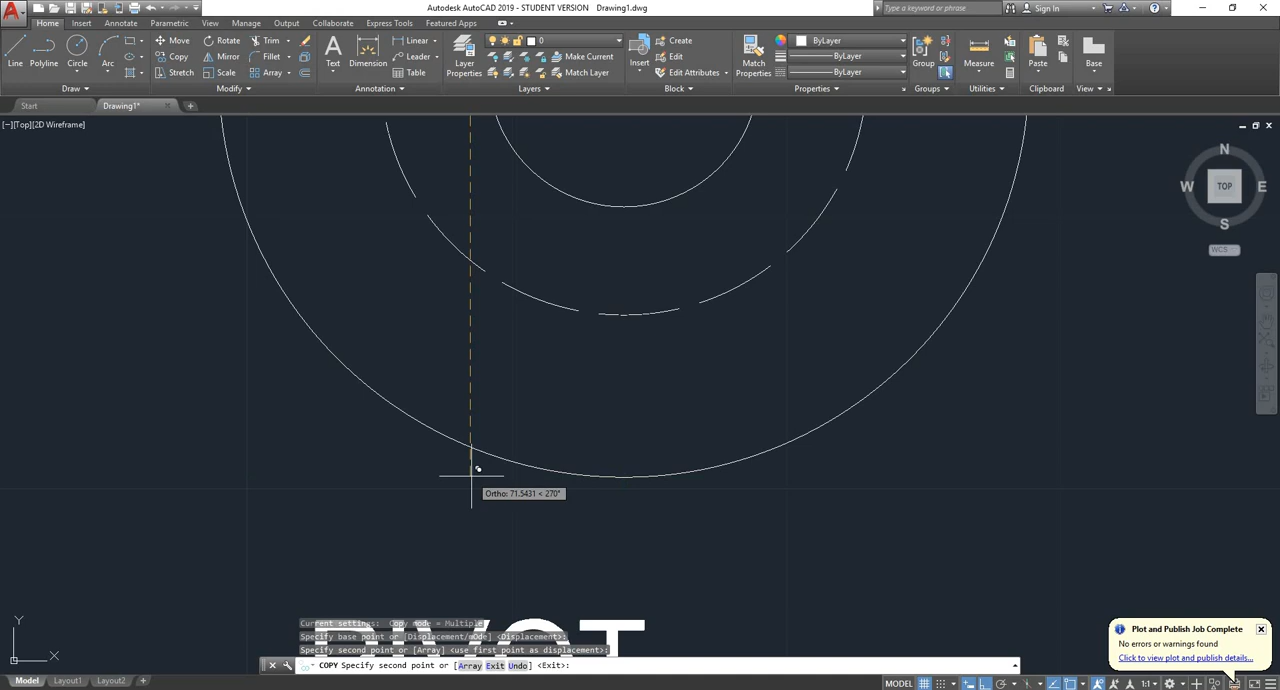 Autodesk AutoCAD 2019 - STUDENT VERSION Drawing1.dwg
Type a keyword or phrase
Sign In
Home Insert Annotate Parametric View Manage Output Collaborate Express Tools Featured Apps
Line Polyline Circle Arc
Move Rotate Trim
Copy Mirror Fillet
Stretch Scale Array
Text Dimension
Linear
Leader
Table
Layer Properties
0
Make Current
Match Layer
Insert
Create
Edit
Edit Attributes
Match Properties
ByLayer
ByLayer
ByLayer
Group Measure Paste Base
Draw Modify Annotation Layers Block Properties Groups Utilities Clipboard View
Start Drawing1*
[−][Top][2D Wireframe]
N
W TOP E
S
WCS
Ortho: 71.5431 < 270°
Y
X
Current settings: Copy mode = Multiple
Specify base point or [Displacement/mOde] <Displacement>:
Specify second point or [Array] <use first point as displacement>:
COPY Specify second point or [Array Exit Undo] <Exit>:
Plot and Publish Job Complete
No errors or warnings found
Click to view plot and publish details...
Model Layout1 Layout2
MODEL 1:1